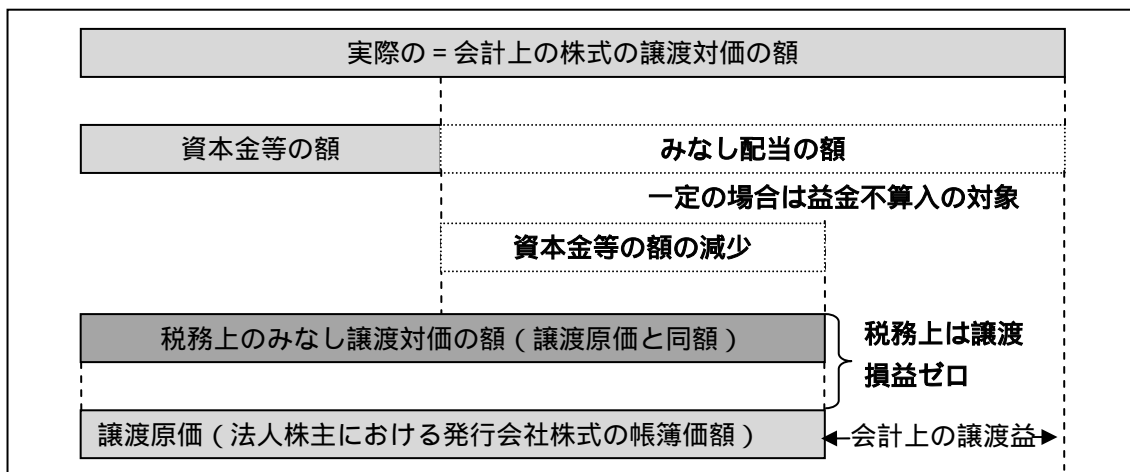 実際の = 会計上の株式の譲渡対価の額
資本金等の額
みなし配当の額
一定の場合は益金不算入の対象
資本金等の額の減少
税務上のみなし譲渡対価の額 ( 譲渡原価と同額 )
税務上は譲渡
損益ゼロ
譲渡原価 ( 法人株主における発行会社株式の帳簿価額 )
会計上の譲渡益